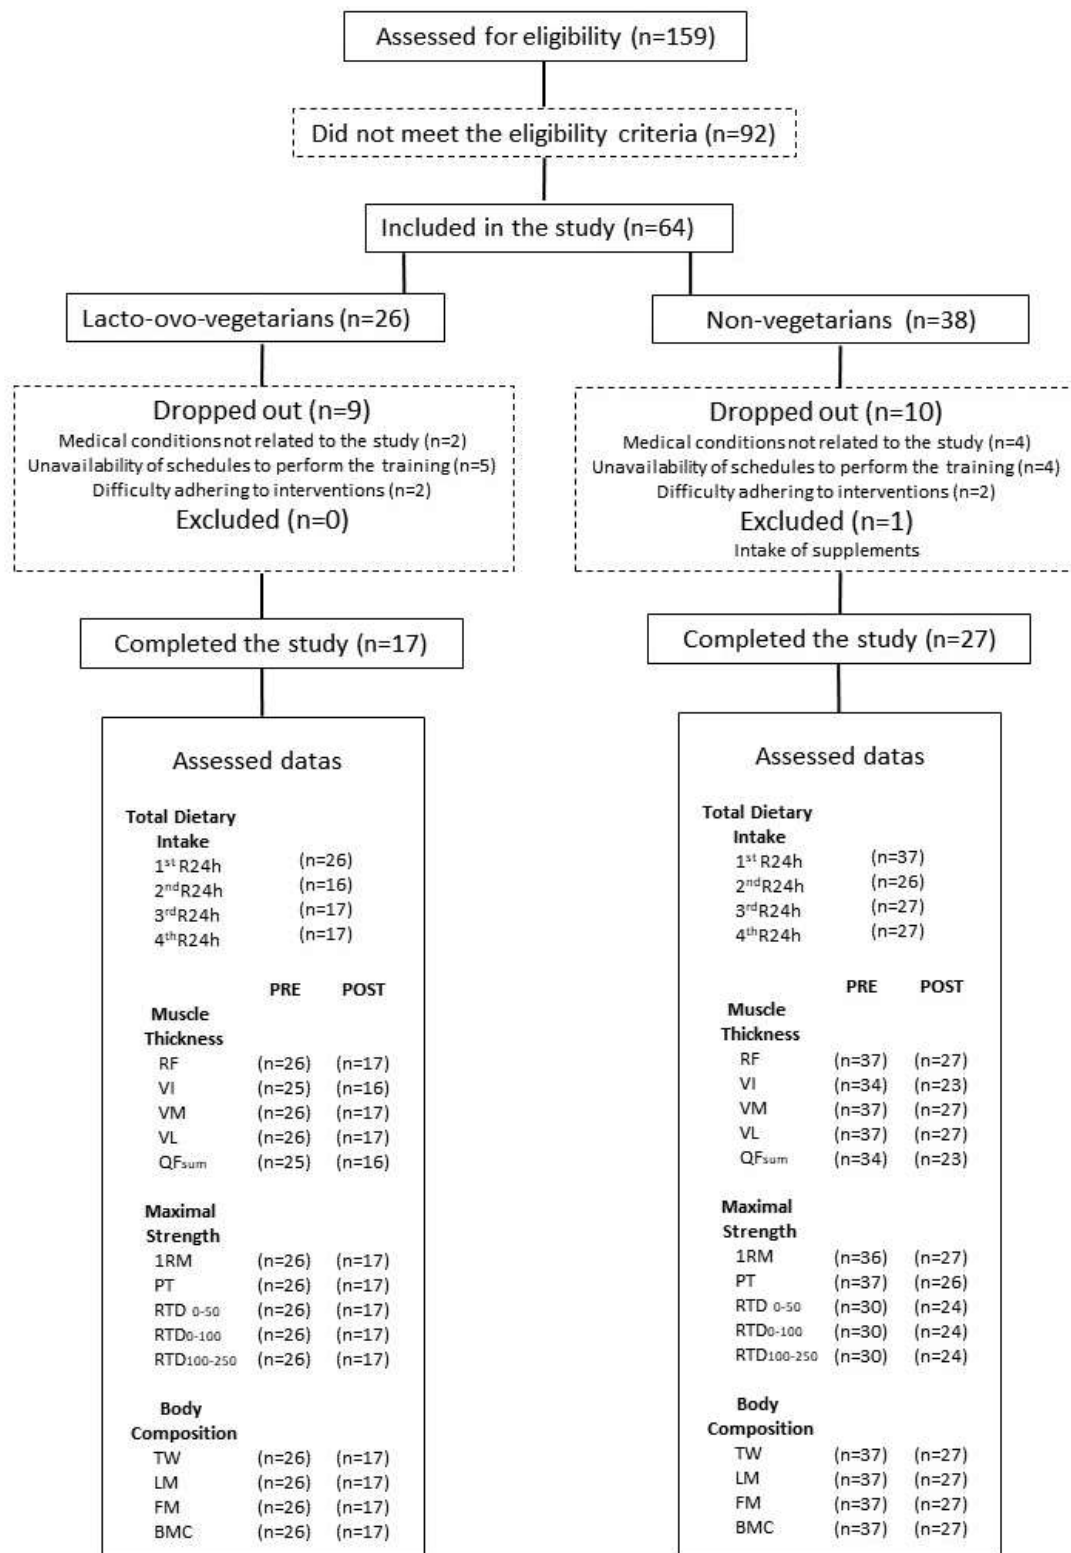 Assessed for eligibility (n=159)
Did not meet the eligibility criteria (n=92)
Included in the study (n=64)
Lacto-ovo-vegetarians (n=26)
Dropped out (n=9)
Medical conditions not related to the study (n=2)
Unavailability of schedules to perform the training (n=5)
Difficulty adhering to interventions (n=2)
Excluded (n=0)
Completed the study (n=17)
Assessed datas
Total Dietary
Intake
1st R24h (n=26)
2nd R24h (n=16)
3rd R24h (n=17)
4th R24h (n=17)
PRE POST
Muscle
Thickness
RF (n=26) (n=17)
VI (n=25) (n=16)
VM (n=26) (n=17)
VL (n=26) (n=17)
QFsum (n=25) (n=16)
Maximal
Strength
1RM (n=26) (n=17)
PT (n=26) (n=17)
RTD 0-50 (n=26) (n=17)
RTD0-100 (n=26) (n=17)
RTD100-250 (n=26) (n=17)
Body
Composition
TW (n=26) (n=17)
LM (n=26) (n=17)
FM (n=26) (n=17)
BMC (n=26) (n=17)
Non-vegetarians (n=38)
Dropped out (n=10)
Medical conditions not related to the study (n=4)
Unavailability of schedules to perform the training (n=4)
Difficulty adhering to interventions (n=2)
Excluded (n=1)
Intake of supplements
Completed the study (n=27)
Assessed datas
Total Dietary
Intake
1st R24h (n=37)
2nd R24h (n=26)
3rd R24h (n=27)
4th R24h (n=27)
PRE POST
Muscle
Thickness
RF (n=37) (n=27)
VI (n=34) (n=23)
VM (n=37) (n=27)
VL (n=37) (n=27)
QFsum (n=34) (n=23)
Maximal
Strength
1RM (n=36) (n=27)
PT (n=37) (n=26)
RTD 0-50 (n=30) (n=24)
RTD0-100 (n=30) (n=24)
RTD100-250 (n=30) (n=24)
Body
Composition
TW (n=37) (n=27)
LM (n=37) (n=27)
FM (n=37) (n=27)
BMC (n=37) (n=27)